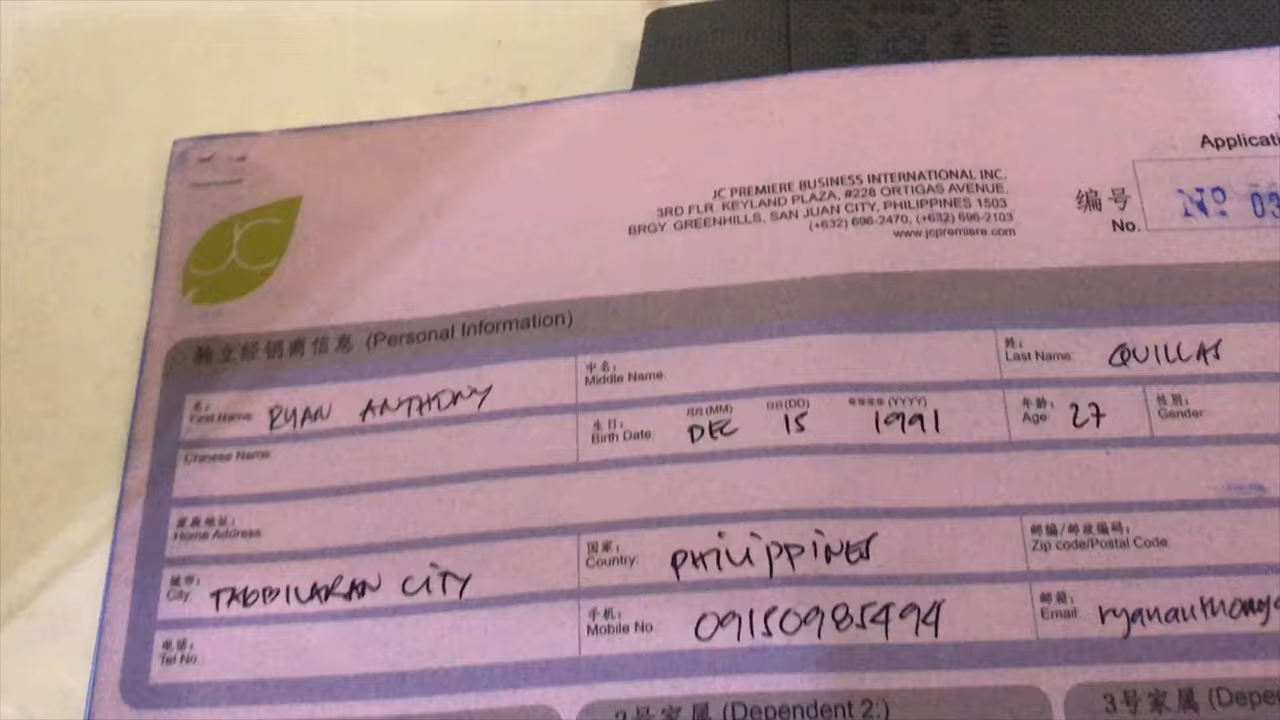 JC
JC PREMIERE BUSINESS INTERNATIONAL INC.
3RD FLR. KEYLAND PLAZA, #228 ORTIGAS AVENUE,
BRGY. GREENHILLS, SAN JUAN CITY, PHILIPPINES 1503
(+632) 696-2470, (+632) 696-2103
www.jcpremiere.com
编号
No.
Nº 03
独立经销商信息 (Personal Information)
名:
First Name: RYAN ANTHONY
中名:
Middle Name:
姓:
Last Name: QUILLAS
Chinese Name:
生日:
Birth Date: 月月(MM) DEC 日日(DD) 15 年年年年 (YYYY) 1991
年龄:
Age: 27
性别:
Gender:
家庭地址:
Home Address:
城市:
City: TAGBILARAN CITY
国家:
Country: PHILIPPINES
邮编/邮政编码:
Zip code/Postal Code
电话:
Tel No.
手机:
Mobile No. 09150985494
邮箱:
Email: ryananthony
2号家属 (Dependent 2:)
3号家属